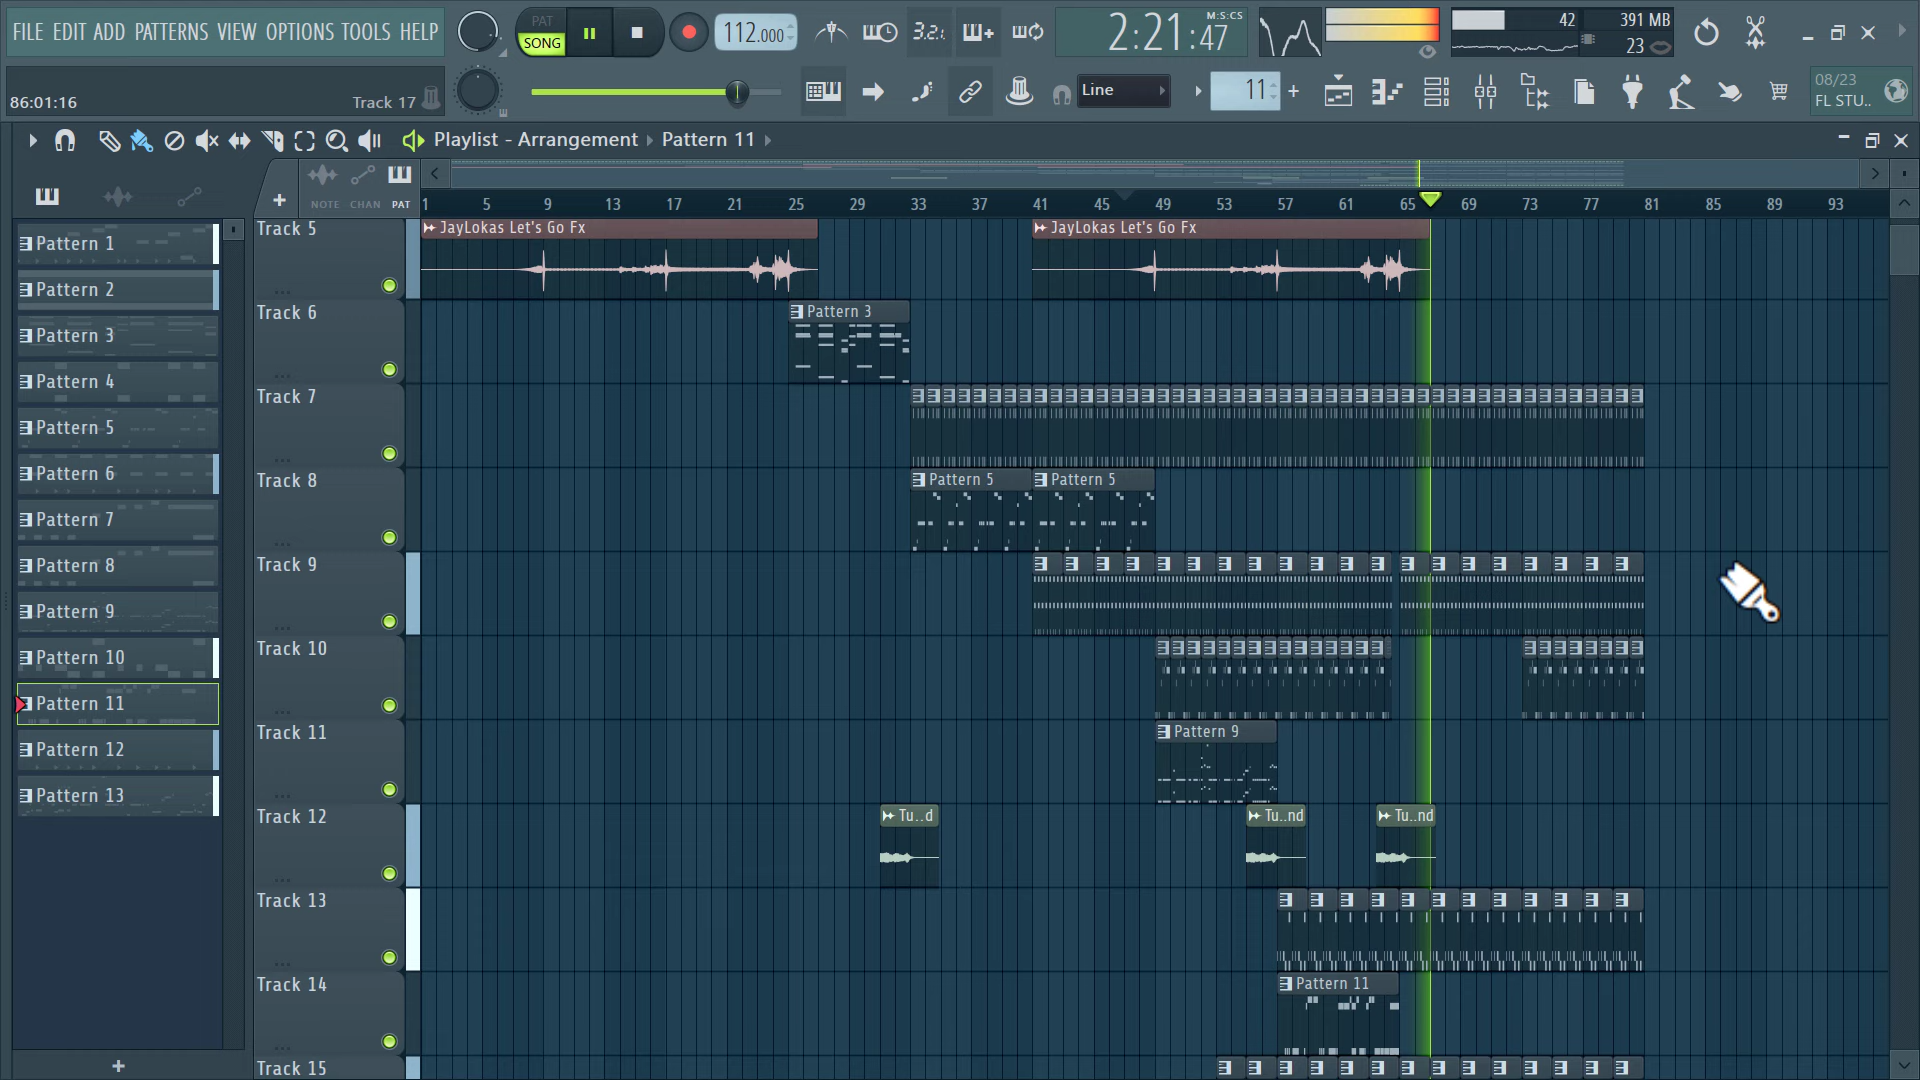 FILE EDIT ADD PATTERNS VIEW OPTIONS TOOLS HELP
PAT
SONG
112.000
3.2.1
2:21:47
M:S:CS
42
391 MB
23
86:01:16
Track 17
Line
11
08/23
FL STU..
Playlist - Arrangement Pattern 11
NOTE CHAN PAT
1 5 9 13 17 21 25 29 33 37 41 45 49 53 57 61 65 69 73 77 81 85 89 93
Pattern 1
Pattern 2
Pattern 3
Pattern 4
Pattern 5
Pattern 6
Pattern 7
Pattern 8
Pattern 9
Pattern 10
Pattern 11
Pattern 12
Pattern 13
Track 5
JayLokas Let's Go Fx
JayLokas Let's Go Fx
Track 6
Pattern 3
Track 7
Track 8
Pattern 5
Pattern 5
Track 9
Track 10
Track 11
Pattern 9
Track 12
Tu..d
Tu..nd
Tu..nd
Track 13
Track 14
Pattern 11
Track 15